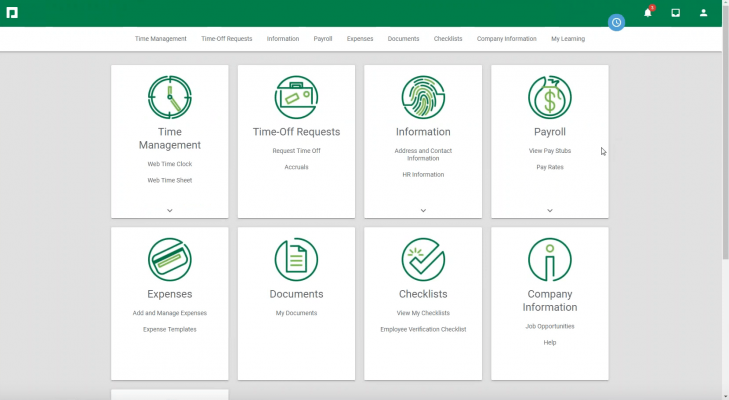 Time Management Time-Off Requests Information Payroll Expenses Documents Checklists Company Information My Learning
Time
Management
Web Time Clock
Web Time Sheet
Time-Off Requests
Request Time Off
Accruals
Information
Address and Contact
Information
HR Information
Payroll
View Pay Stubs
Pay Rates
Expenses
Add and Manage Expenses
Expense Templates
Documents
My Documents
Checklists
View My Checklists
Employee Verification Checklist
Company
Information
Job Opportunities
Help